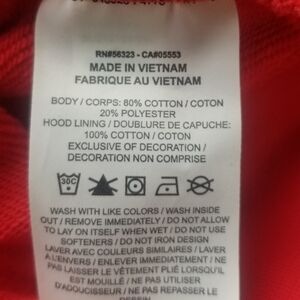 RN#56323 - CA#05553
MADE IN VIETNAM
FABRIQUE AU VIETNAM
BODY / CORPS: 80% COTTON / COTON
20% POLYESTER
HOOD LINING / DOUBLURE DE CAPUCHE:
100% COTTON / COTON
EXCLUSIVE OF DECORATION /
DECORATION NON COMPRISE
30C
WASH WITH LIKE COLORS / WASH INSIDE
OUT / REMOVE IMMEDIATELY / DO NOT ALLOW
TO LAY ON ITSELF WHEN WET / DO NOT USE
SOFTENERS / DO NOT IRON DESIGN
LAVER AVEC COULEURS SIMILAIRES / LAVER
A L'ENVERS / ENLEVER IMMEDIATEMENT / NE
PAS LAISSER LE VÊTEMENT PLIÉ LORSQU'IL
EST MOUILLÉ / NE PAS UTILISER
D'ADOUCISSEUR / NE PAS REPASSER LE
DESSIN